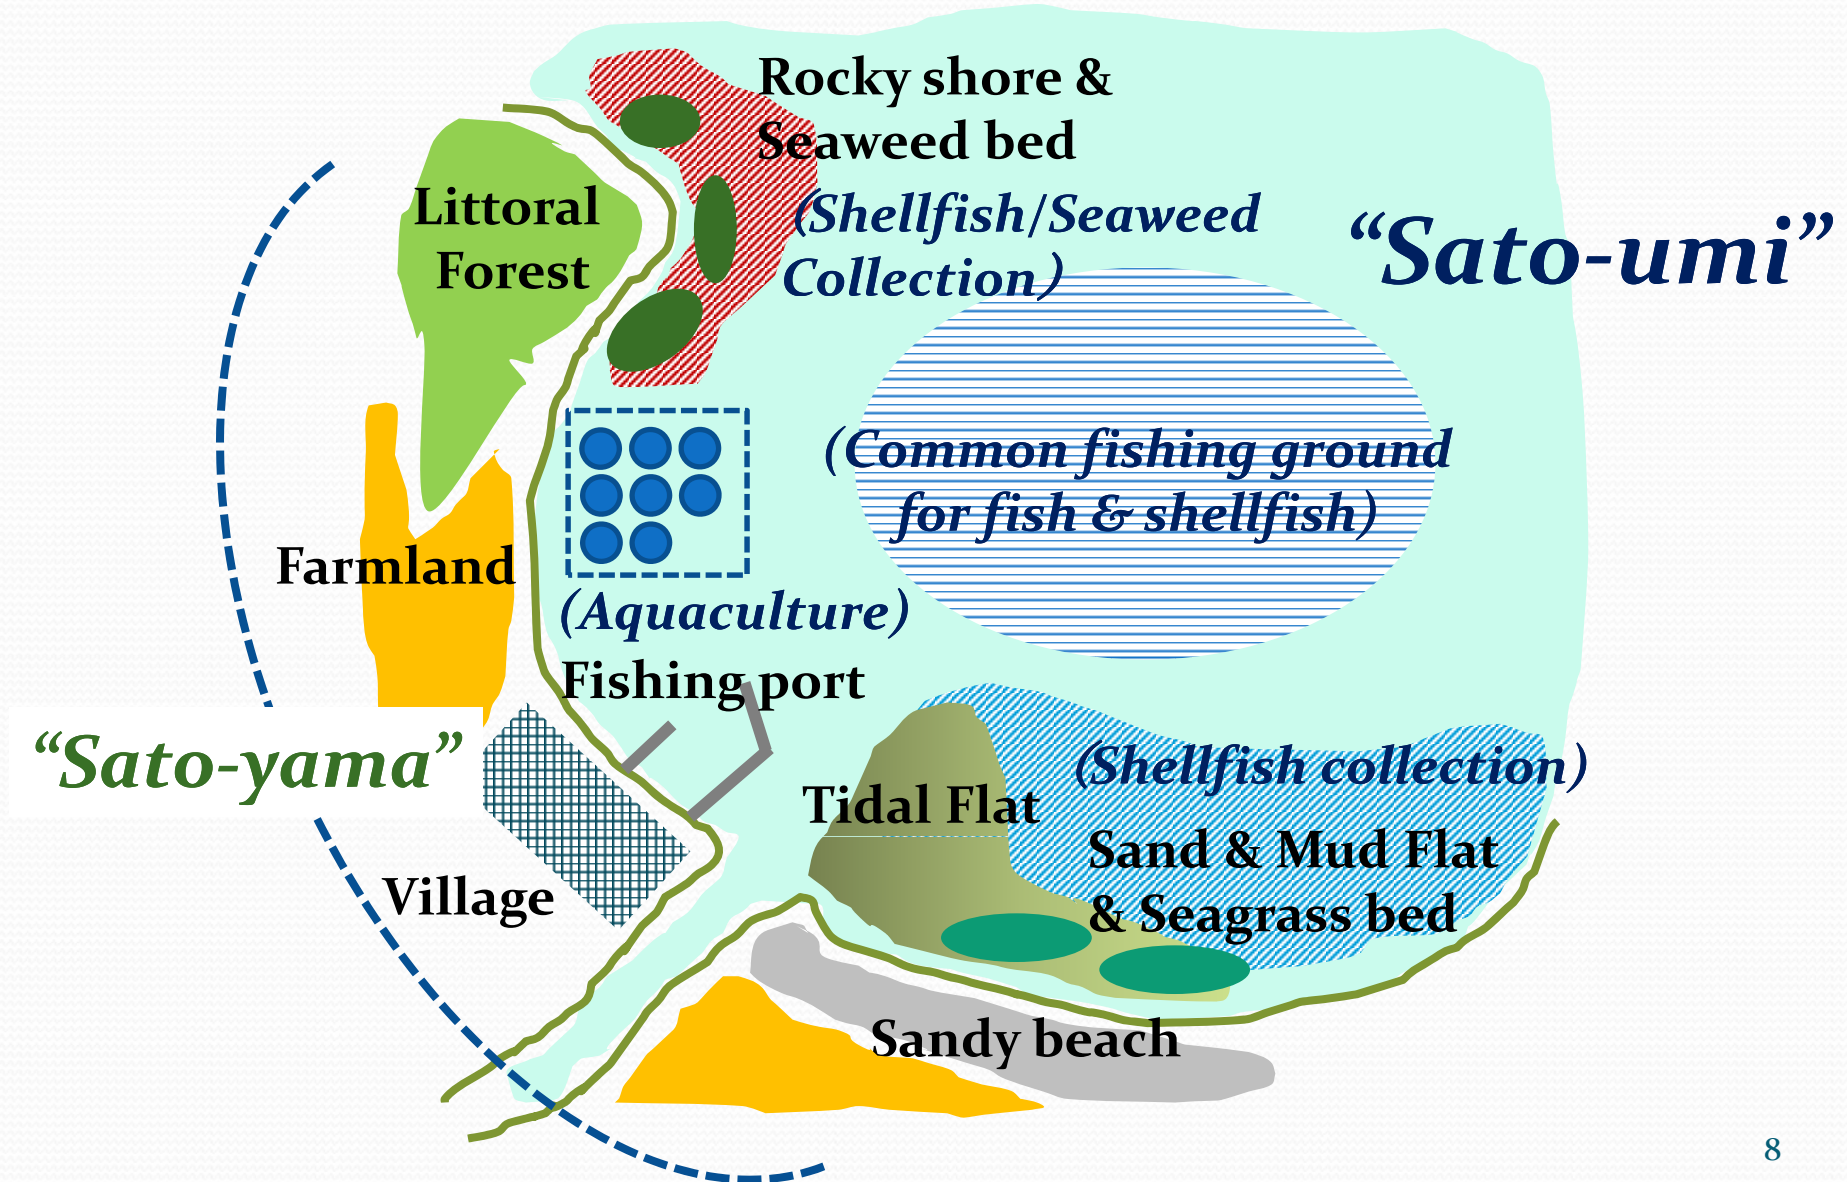 Rocky shore &
Seaweed bed
(Shellfish/Seaweed
Collection)
Littoral
Forest
“Sato-umi”
(Common fishing ground
for fish & shellfish)
Farmland
(Aquaculture)
Fishing port
“Sato-yama”
(Shellfish collection)
Tidal Flat
Sand & Mud Flat
& Seagrass bed
Village
Sandy beach
8